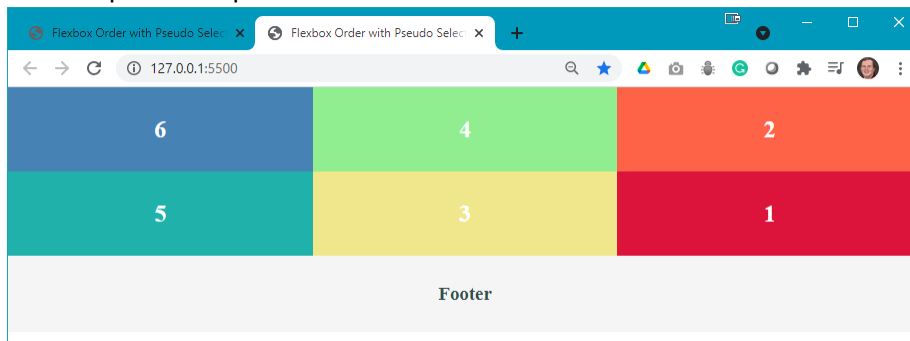 Flexbox Order with Pseudo Selec
Flexbox Order with Pseudo Selec
127.0.0.1:5500
6 4 2
5 3 1
Footer